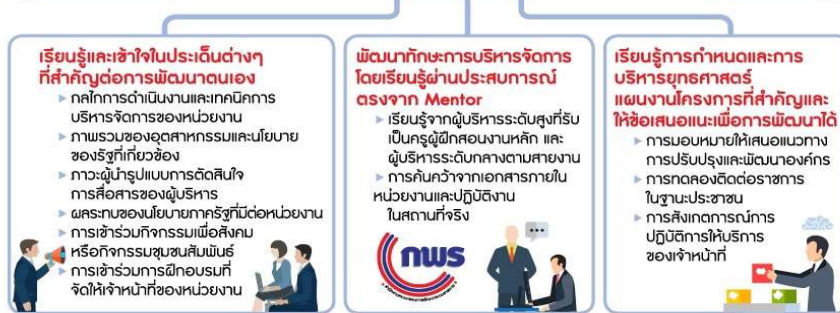 เรียนรู้และเข้าใจในประเด็นต่างๆ
ที่สำคัญต่อการพัฒนาตนเอง
กลไกการดำเนินงานและเทคนิคการ
บริหารจัดการของหน่วยงาน
ภาพรวมของอุตสาหกรรมและนโยบาย
ของรัฐที่เกี่ยวข้อง
ภาวะผู้นำรูปแบบการตัดสินใจ
การสื่อสารของผู้บริหาร
ผลระทบของนโยบายภาครัฐที่มีต่อหน่วยงาน
การเข้าร่วมกิจกรรมเพื่อสังคม
หรือกิจกรรมชุมชนสัมพันธ์
การเข้าร่วมการฝึกอบรมที่
จัดให้เจ้าหน้าที่ของหน่วยงาน
พัฒนาทักษะการบริหารจัดการ
โดยเรียนรู้ผ่านประสบการณ์
ตรงจาก Mentor
เรียนรู้จากผู้บริหารระดับสูงที่รับ
เป็นครูผู้ฝึกสอนงานหลัก และ
ผู้บริหารระดับกลางตามสายงาน
การค้นคว้าจากเอกสารภายใน
หน่วยงานและปฏิบัติงาน
ในสถานที่จริง
กพร
เรียนรู้การกำหนดและการ
บริหารยุทธศาสตร์
แผนงานโครงการที่สำคัญและ
ให้ข้อเสนอแนะเพื่อการพัฒนาได้
การมอบหมายให้เสนอแนวทาง
การปรับปรุงและพัฒนาองค์กร
การทดลองติดต่อราชการ
ในฐานะประชาชน
การสังเกตการณ์การ
ปฏิบัติการให้บริการ
ของเจ้าหน้าที่